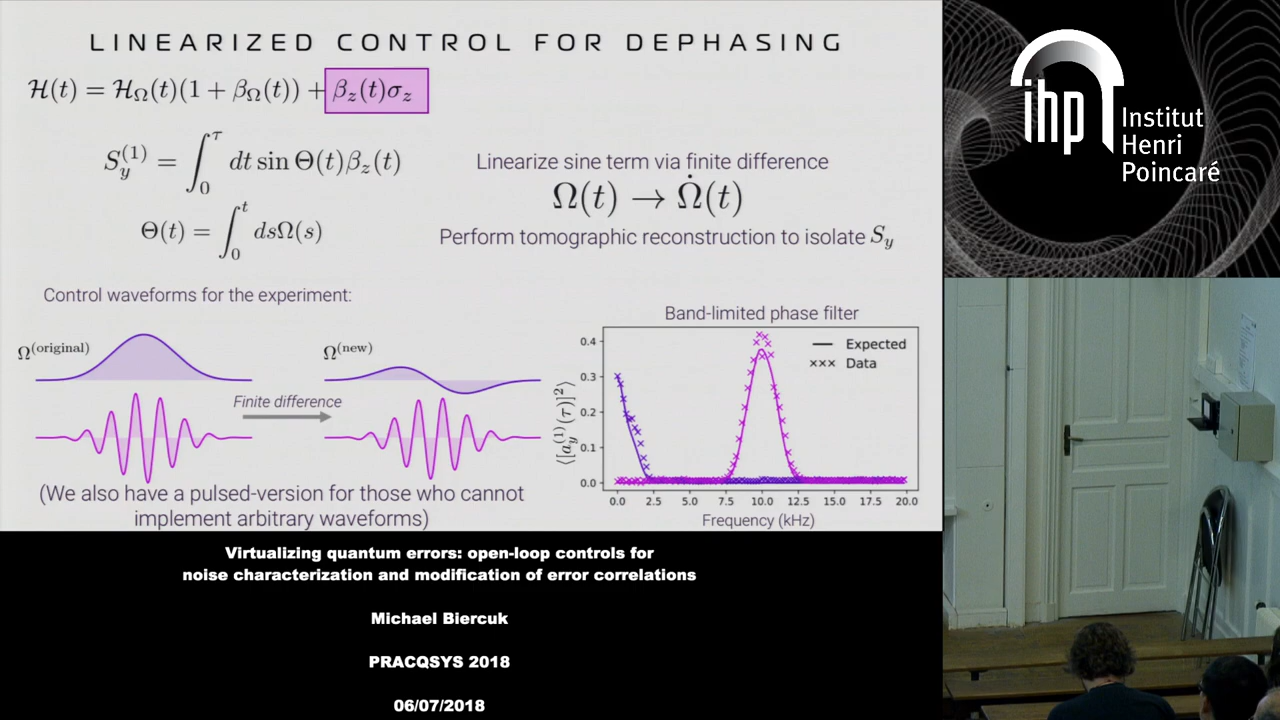 LINEARIZED CONTROL FOR DEPHASING
ℋ(t) = ℋ_Ω(t)(1 + β_Ω(t)) + β_z(t)σ_z
S_y^{(1)} = ∫_0^τ dt sin Θ(t)β_z(t)
Θ(t) = ∫_0^t dsΩ(s)
Linearize sine term via finite difference
Ω(t) → Ω̇(t)
Perform tomographic reconstruction to isolate S_y
Control waveforms for the experiment:
Ω^{(original)}
Ω^{(new)}
Finite difference
(We also have a pulsed-version for those who cannot
implement arbitrary waveforms)
Band-limited phase filter
Expected
Data
⟨[a_y^{(1)}(τ)]^2⟩
0.4
0.3
0.2
0.1
0.0
0.0 2.5 5.0 7.5 10.0 12.5 15.0 17.5 20.0
Frequency (kHz)
Virtualizing quantum errors: open-loop controls for
noise characterization and modification of error correlations
Michael Biercuk
PRACQSYS 2018
06/07/2018
ihp
Institut
Henri
Poincaré